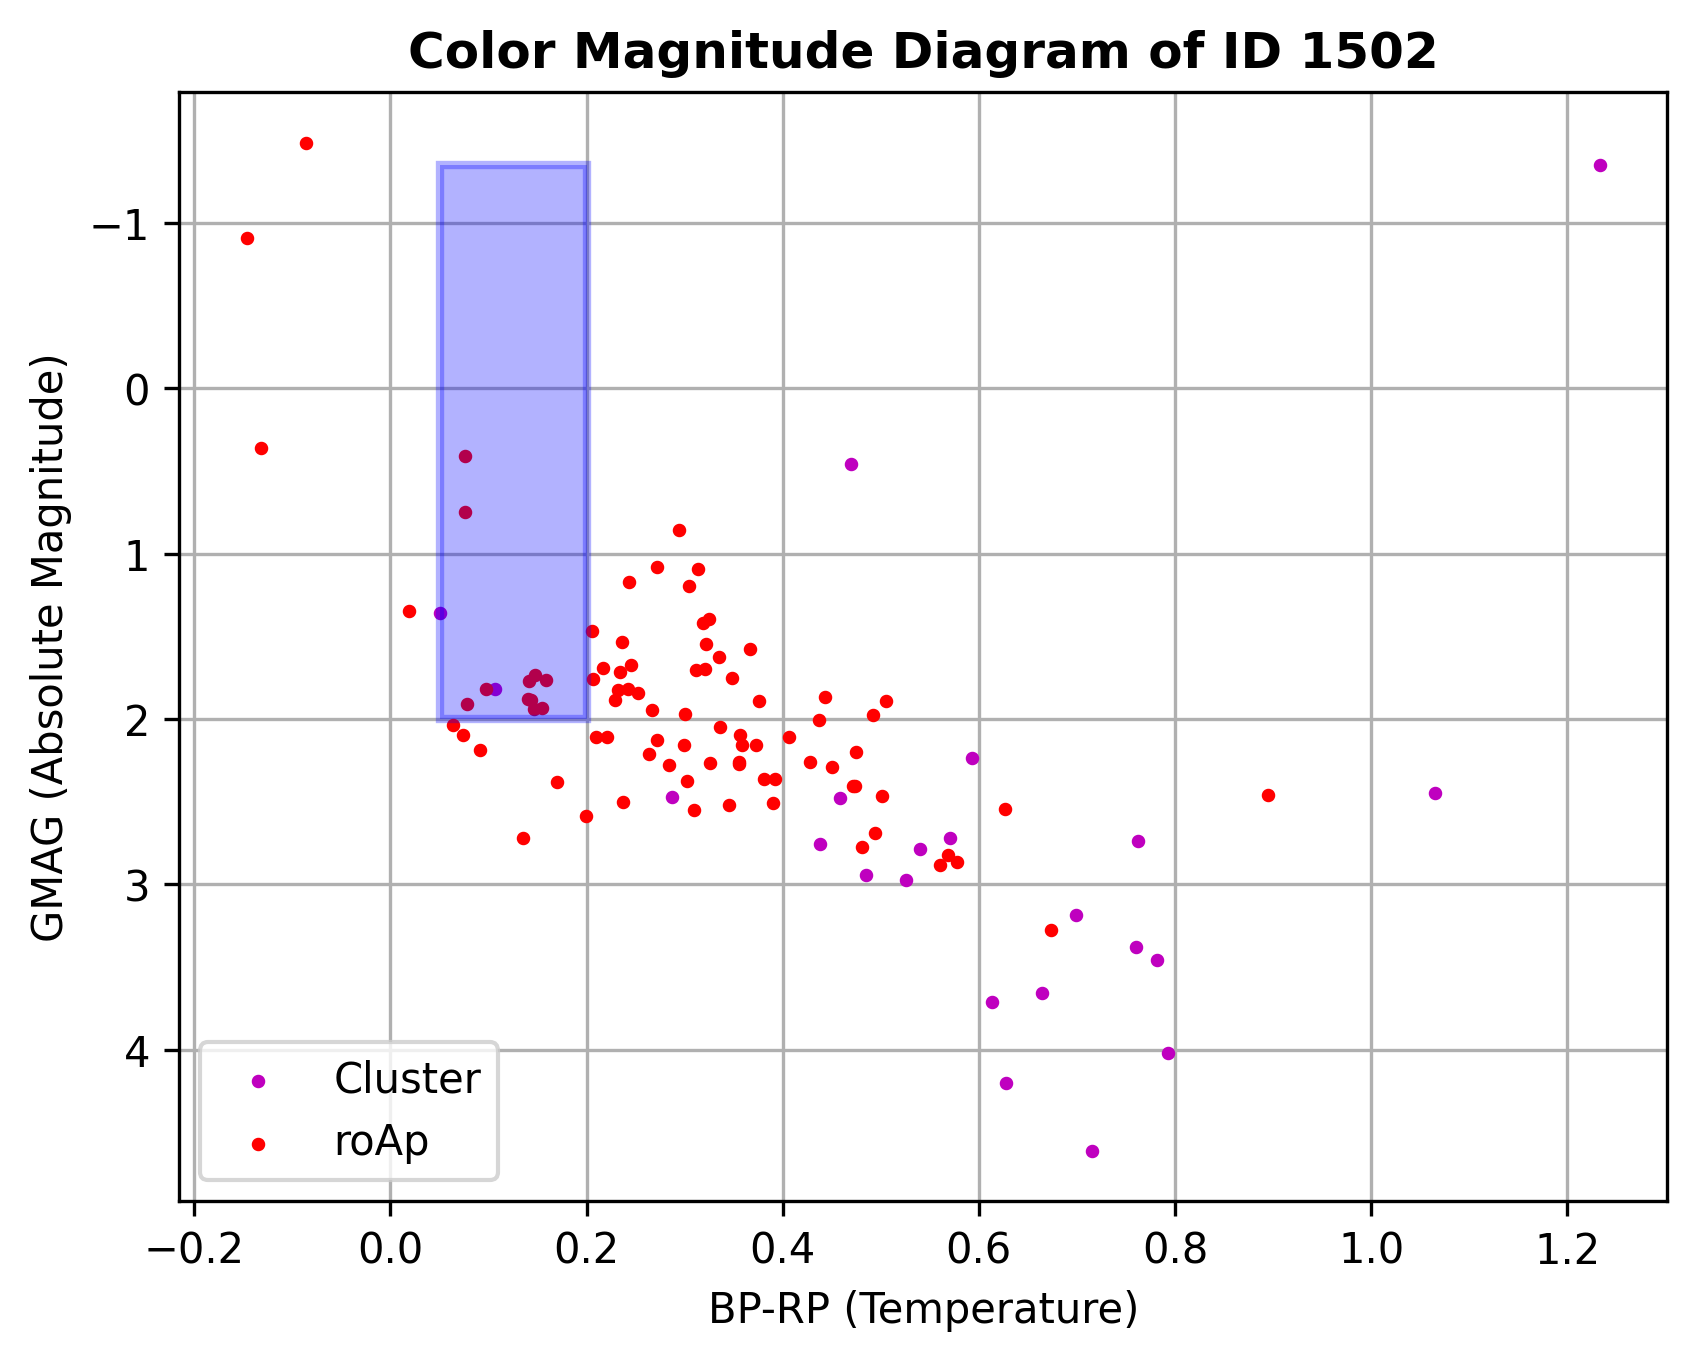 Color Magnitude Diagram of ID 1502
−1
0
1
2
3
4
GMAG (Absolute Magnitude)
Cluster
roAp
−0.2 0.0 0.2 0.4 0.6 0.8 1.0 1.2
BP-RP (Temperature)